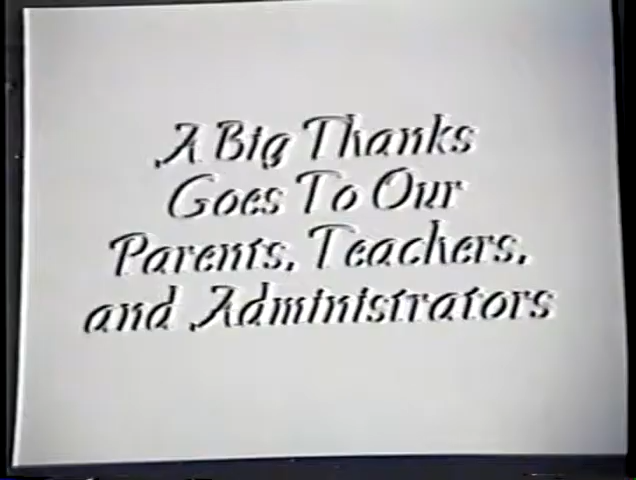 A Big Thanks
Goes To Our
Parents, Teachers,
and Administrators